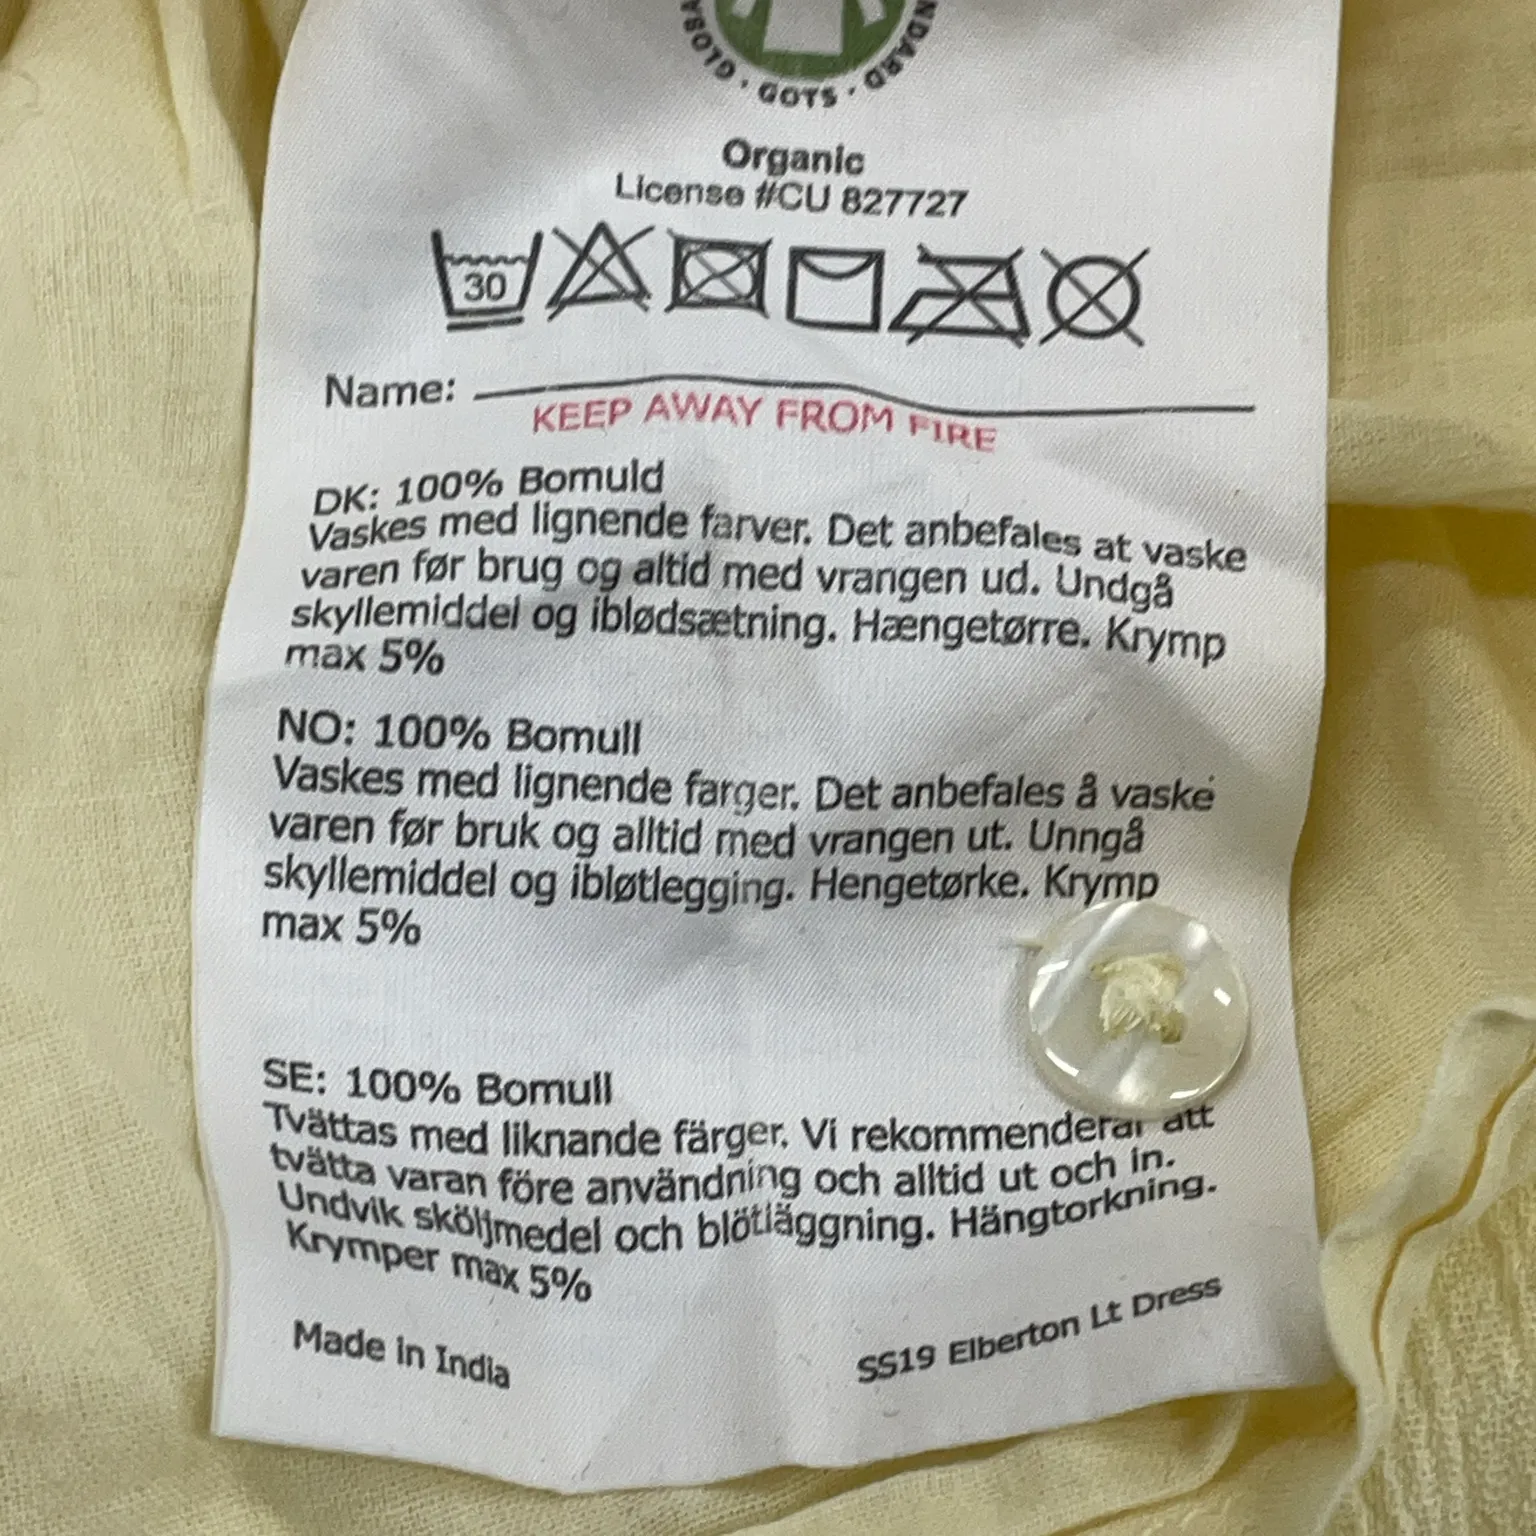 GLOBA · GOTS · NDARD
Organic
License #CU 827727
30
Name:
KEEP AWAY FROM FIRE
DK: 100% Bomuld
Vaskes med lignende farver. Det anbefales at vaske
varen før brug og altid med vrangen ud. Undgå
skyllemiddel og iblødsætning. Hængetørre. Krymp
max 5%
NO: 100% Bomull
Vaskes med lignende farger. Det anbefales å vaske
varen før bruk og alltid med vrangen ut. Unngå
skyllemiddel og ibløtlegging. Hengetørke. Krymp
max 5%
SE: 100% Bomull
Tvättas med liknande färger. Vi rekommenderar att
tvätta varan före användning och alltid ut och in.
Undvik sköljmedel och blötläggning. Hängtorkning.
Krymper max 5%
Made in India
SS19 Elberton Lt Dress